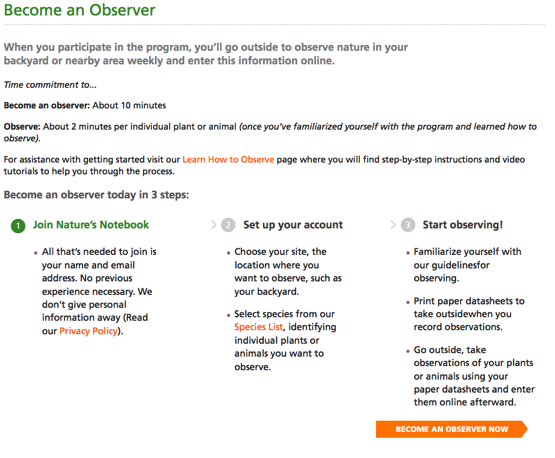 Become an Observer
When you participate in the program, you'll go outside to observe nature in your
backyard or nearby area weekly and enter this information online.
Time commitment to...
Become an observer: About 10 minutes
Observe: About 2 minutes per individual plant or animal (once you've familiarized yourself with the program and learned how to
observe).
For assistance with getting started visit our Learn How to Observe page where you will find step-by-step instructions and video
tutorials to help you through the process.
Become an observer today in 3 steps:
1 Join Nature's Notebook
• All that's needed to join is
your name and email
address. No previous
experience necessary. We
don't give personal
information away (Read
our Privacy Policy).
> 2 Set up your account
• Choose your site, the
location where you
want to observe, such as
your backyard.
• Select species from our
Species List, identifying
individual plants or
animals you want to
observe.
> 3 Start observing!
• Familiarize yourself with
our guidelinesfor
observing.
• Print paper datasheets to
take outsidewhen you
record observations.
• Go outside, take
observations of your plants
or animals using your
paper datasheets and enter
them online afterward.
BECOME AN OBSERVER NOW